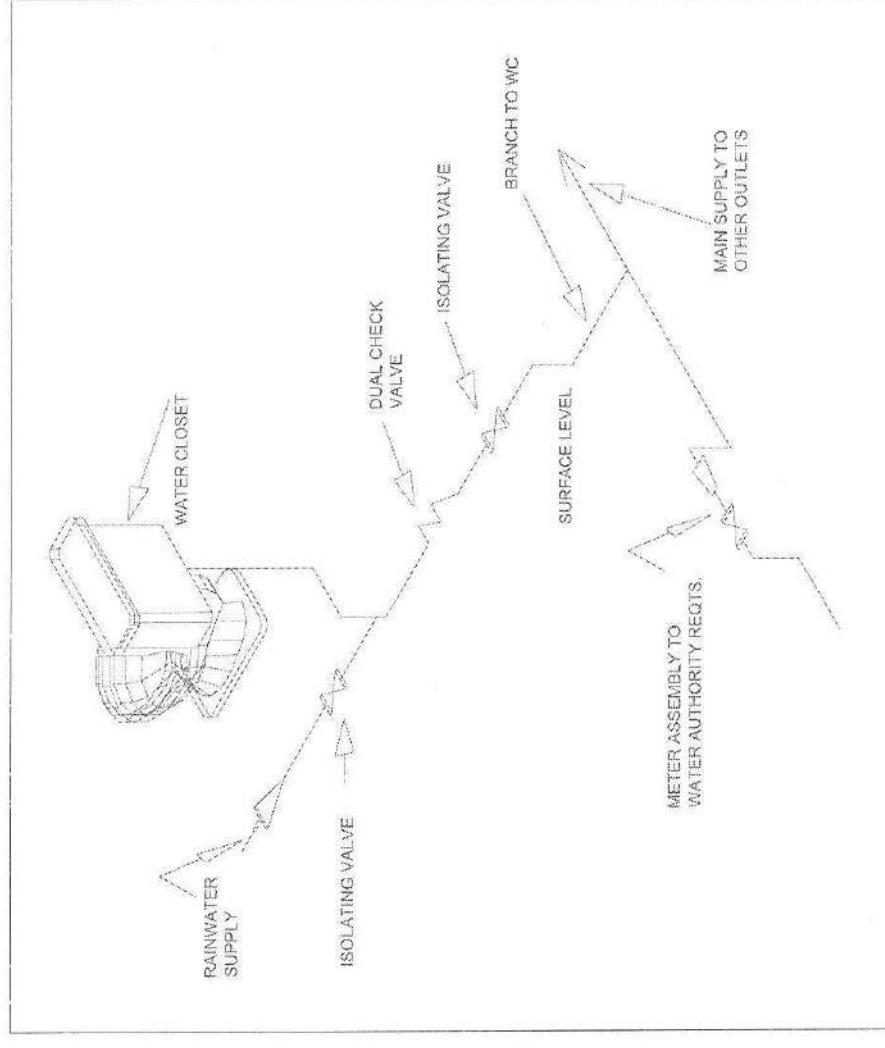 WATER CLOSET
RAINWATER
SUPPLY
ISOLATING VALVE
DUAL CHECK
VALVE
ISOLATING VALVE
BRANCH TO WC
SURFACE LEVEL
METER ASSEMBLY TO
WATER AUTHORITY REQTS.
MAIN SUPPLY TO
OTHER OUTLETS